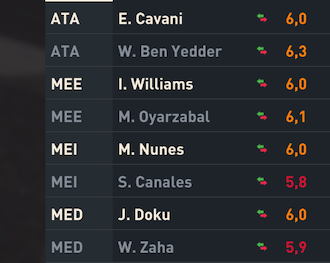 ATA E. Cavani 6,0
ATA W. Ben Yedder 6,3
MEE I. Williams 6,0
MEE M. Oyarzabal 6,1
MEI M. Nunes 6,0
MEI S. Canales 5,8
MED J. Doku 6,0
MED W. Zaha 5,9